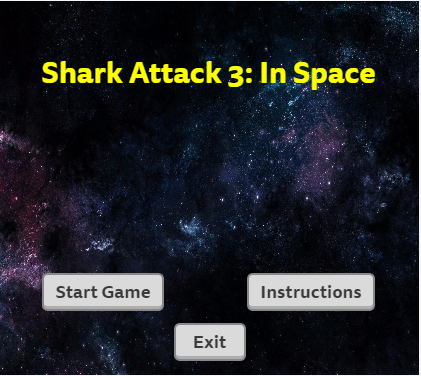 Shark Attack 3: In Space
Start Game
Instructions
Exit